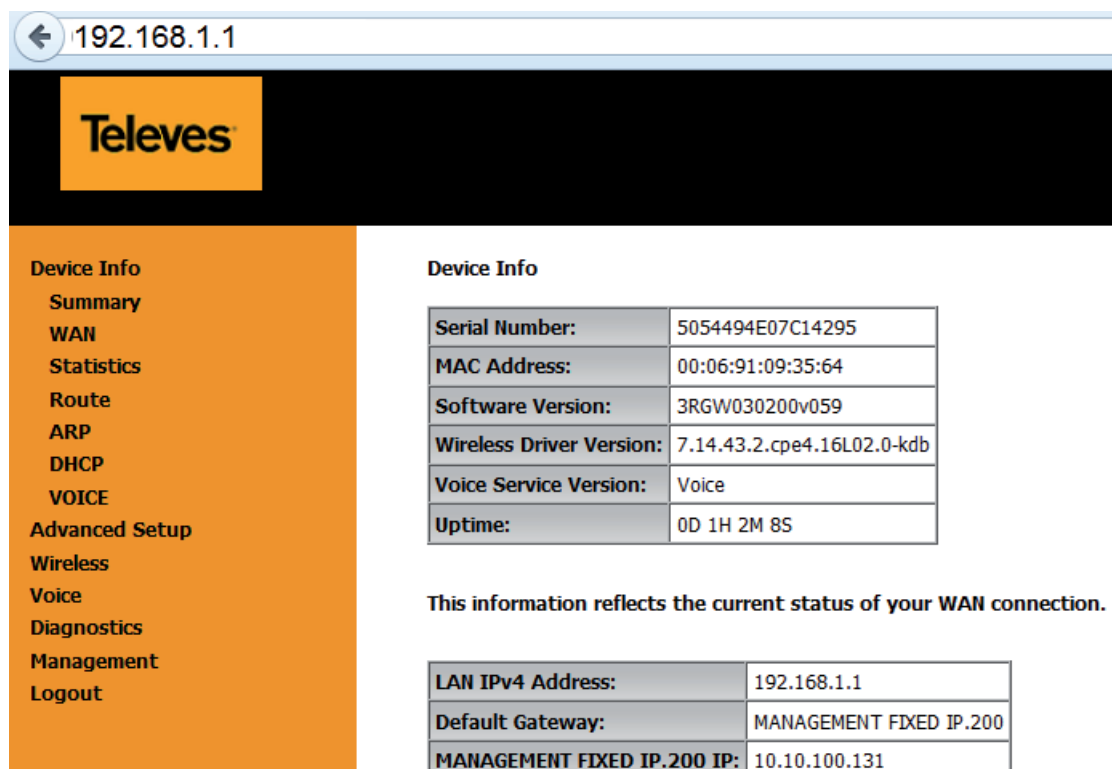 192.168.1.1
Televes
Device Info
Summary
WAN
Statistics
Route
ARP
DHCP
VOICE
Advanced Setup
Wireless
Voice
Diagnostics
Management
Logout
Device Info
Serial Number: 5054494E07C14295
MAC Address: 00:06:91:09:35:64
Software Version: 3RGW030200v059
Wireless Driver Version: 7.14.43.2.cpe4.16L02.0-kdb
Voice Service Version: Voice
Uptime: 0D 1H 2M 8S
This information reflects the current status of your WAN connection.
LAN IPv4 Address: 192.168.1.1
Default Gateway: MANAGEMENT FIXED IP.200
MANAGEMENT FIXED IP.200 IP: 10.10.100.131